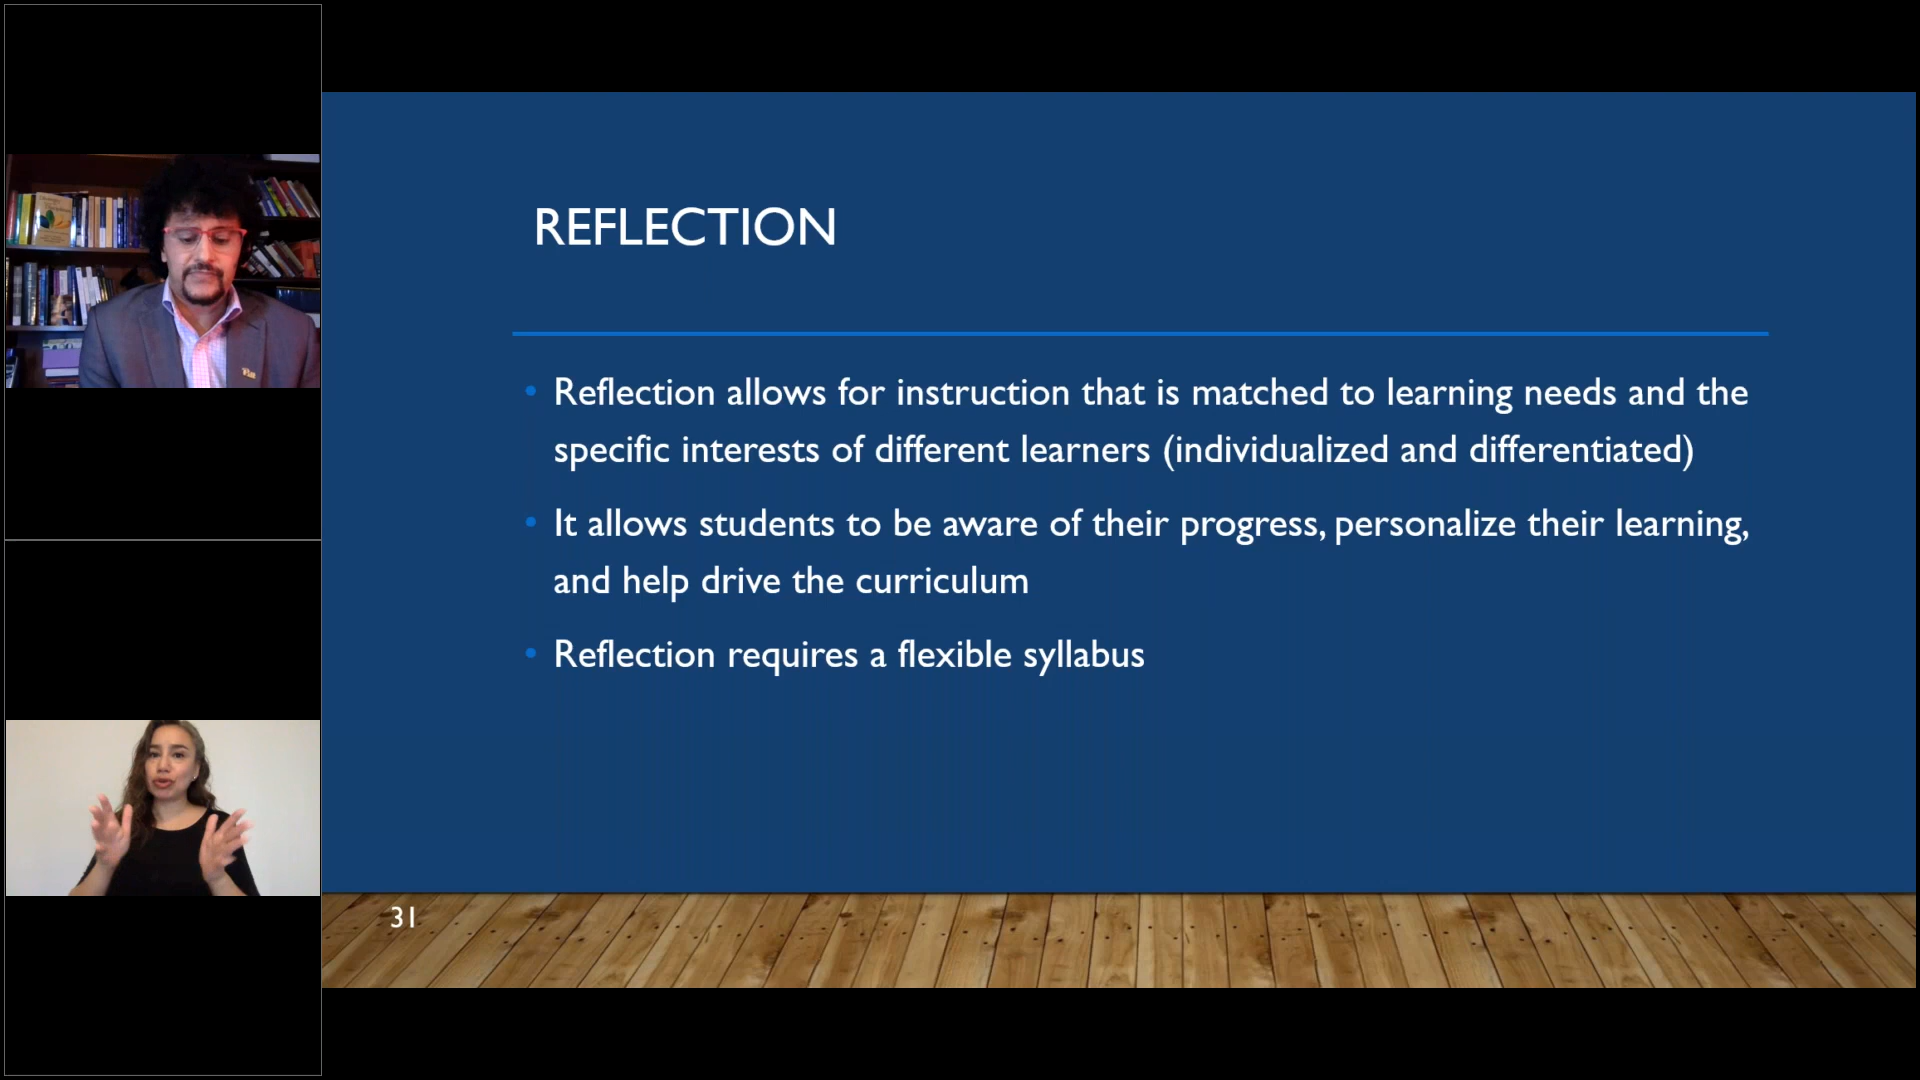 REFLECTION
• Reflection allows for instruction that is matched to learning needs and the
specific interests of different learners (individualized and differentiated)
• It allows students to be aware of their progress, personalize their learning,
and help drive the curriculum
• Reflection requires a flexible syllabus
31